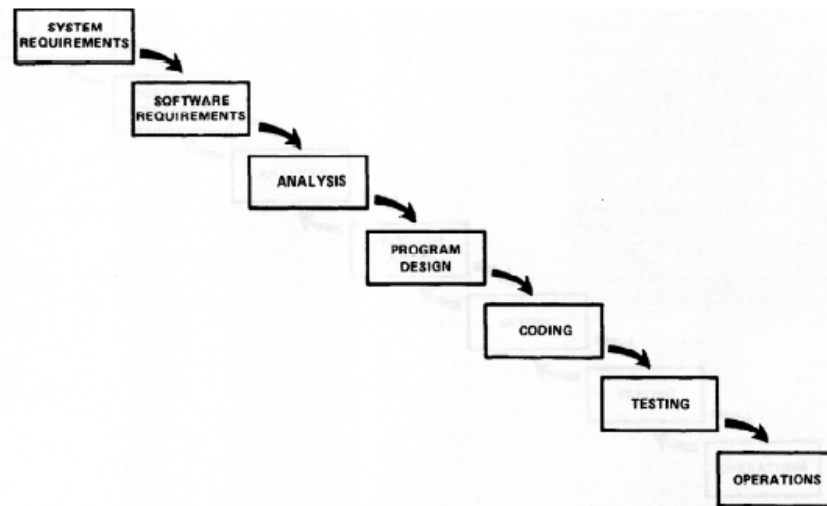 SYSTEM
REQUIREMENTS
SOFTWARE
REQUIREMENTS
ANALYSIS
PROGRAM
DESIGN
CODING
TESTING
OPERATIONS